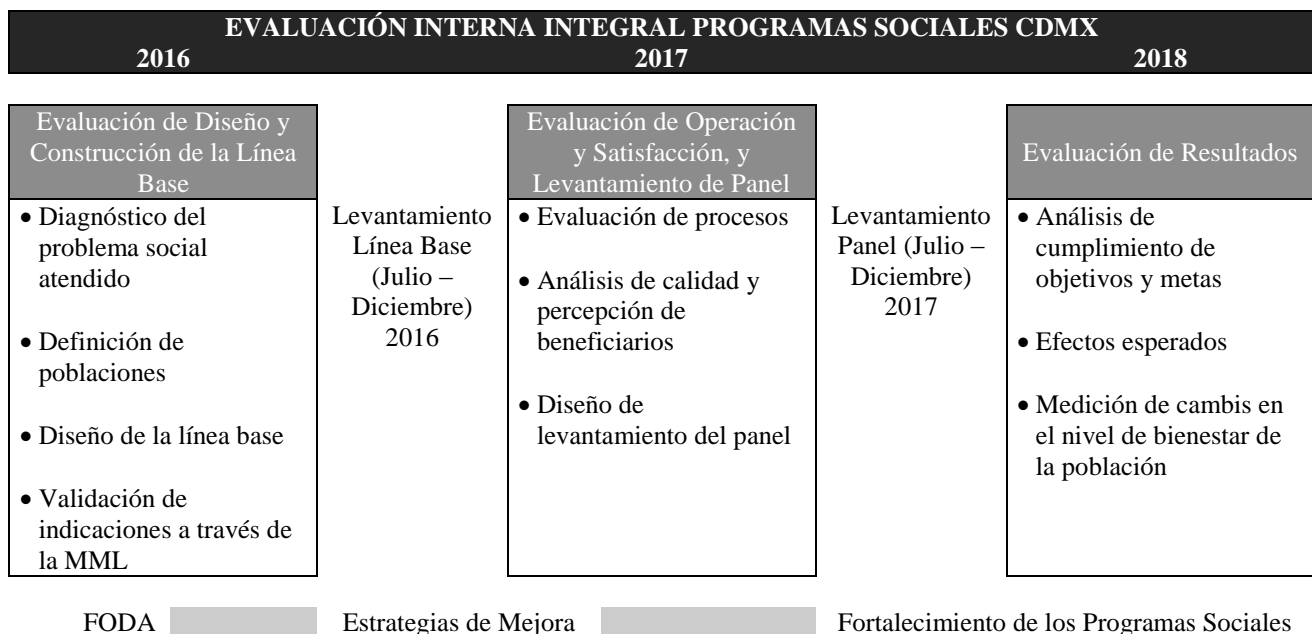 EVALUACIÓN INTERNA INTEGRAL PROGRAMAS SOCIALES CDMX
2016 2017 2018
Evaluación de Diseño y
Construcción de la Línea
Base
• Diagnóstico del
problema social
atendido
• Definición de
poblaciones
• Diseño de la línea base
• Validación de
indicaciones a través de
la MML
Levantamiento
Línea Base
(Julio –
Diciembre)
2016
Evaluación de Operación
y Satisfacción, y
Levantamiento de Panel
• Evaluación de procesos
• Análisis de calidad y
percepción de
beneficiarios
• Diseño de
levantamiento del panel
Levantamiento
Panel (Julio –
Diciembre)
2017
Evaluación de Resultados
• Análisis de
cumplimiento de
objetivos y metas
• Efectos esperados
• Medición de cambis en
el nivel de bienestar de
la población
FODA Estrategias de Mejora Fortalecimiento de los Programas Sociales